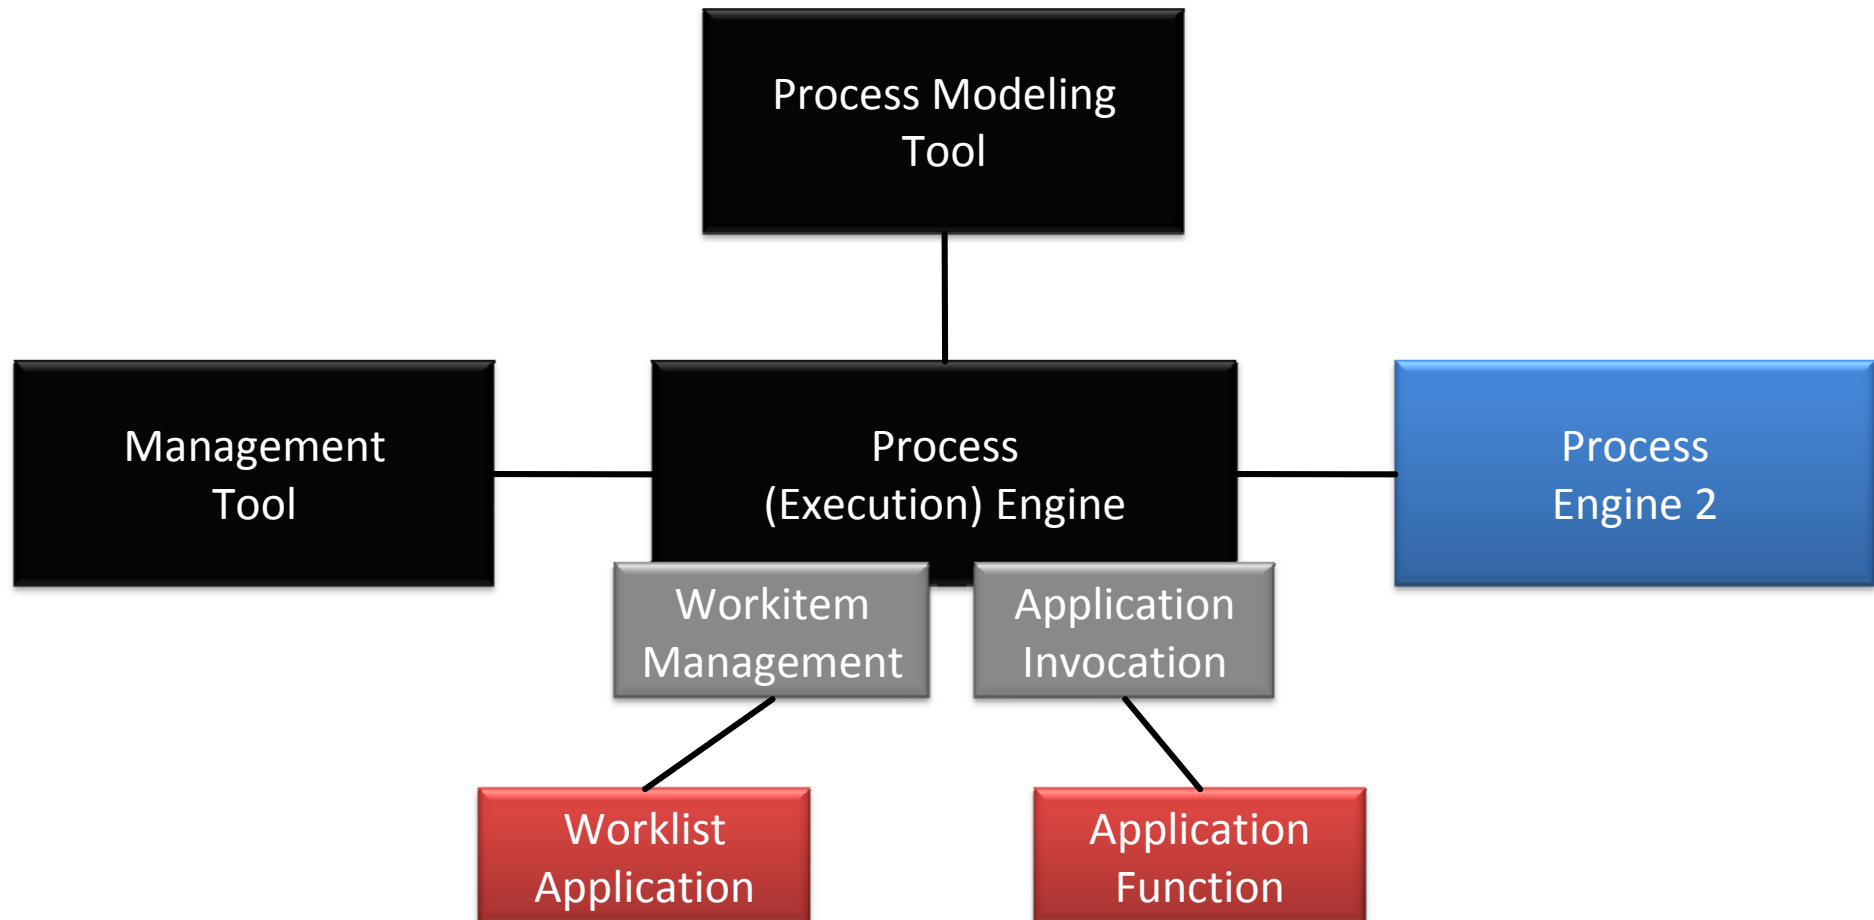 Process Modeling
Tool
Management
Tool
Process
(Execution) Engine
Process
Engine 2
Workitem
Management
Application
Invocation
Worklist
Application
Application
Function